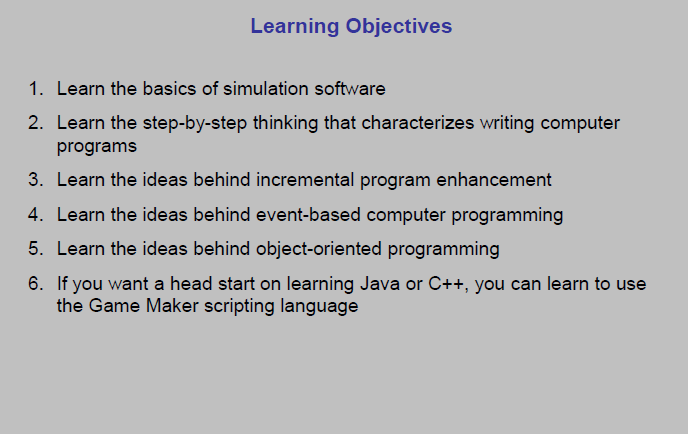 Learning Objectives
1. Learn the basics of simulation software
2. Learn the step-by-step thinking that characterizes writing computer
programs
3. Learn the ideas behind incremental program enhancement
4. Learn the ideas behind event-based computer programming
5. Learn the ideas behind object-oriented programming
6. If you want a head start on learning Java or C++, you can learn to use
the Game Maker scripting language